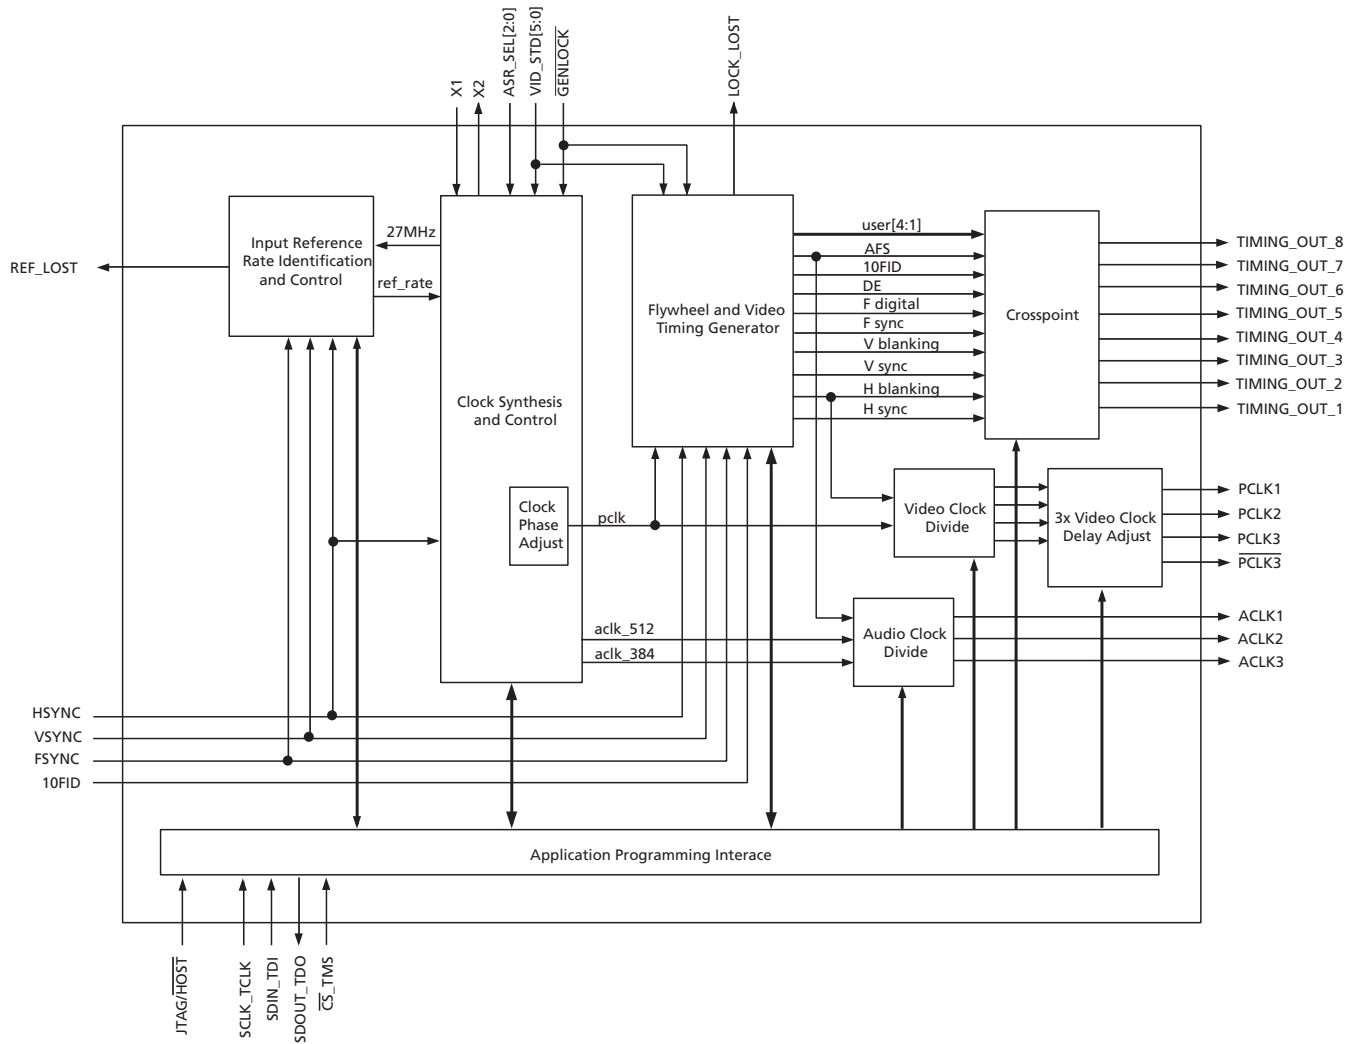 X1
X2
ASR_SEL[2:0]
VID_STD[5:0]
GENLOCK
LOCK_LOST
REF_LOST
Input Reference
Rate Identification
and Control
27MHz
ref_rate
Clock Synthesis
and Control
Clock
Phase
Adjust
pclk
aclk_512
aclk_384
Flywheel and Video
Timing Generator
user[4:1]
AFS
10FID
DE
F digital
F sync
V blanking
V sync
H blanking
H sync
Crosspoint
TIMING_OUT_8
TIMING_OUT_7
TIMING_OUT_6
TIMING_OUT_5
TIMING_OUT_4
TIMING_OUT_3
TIMING_OUT_2
TIMING_OUT_1
Video Clock
Divide
3x Video Clock
Delay Adjust
PCLK1
PCLK2
PCLK3
PCLK3
Audio Clock
Divide
ACLK1
ACLK2
ACLK3
HSYNC
VSYNC
FSYNC
10FID
Application Programming Interace
JTAG/HOST
SCLK_TCLK
SDIN_TDI
SDOUT_TDO
CS_TMS